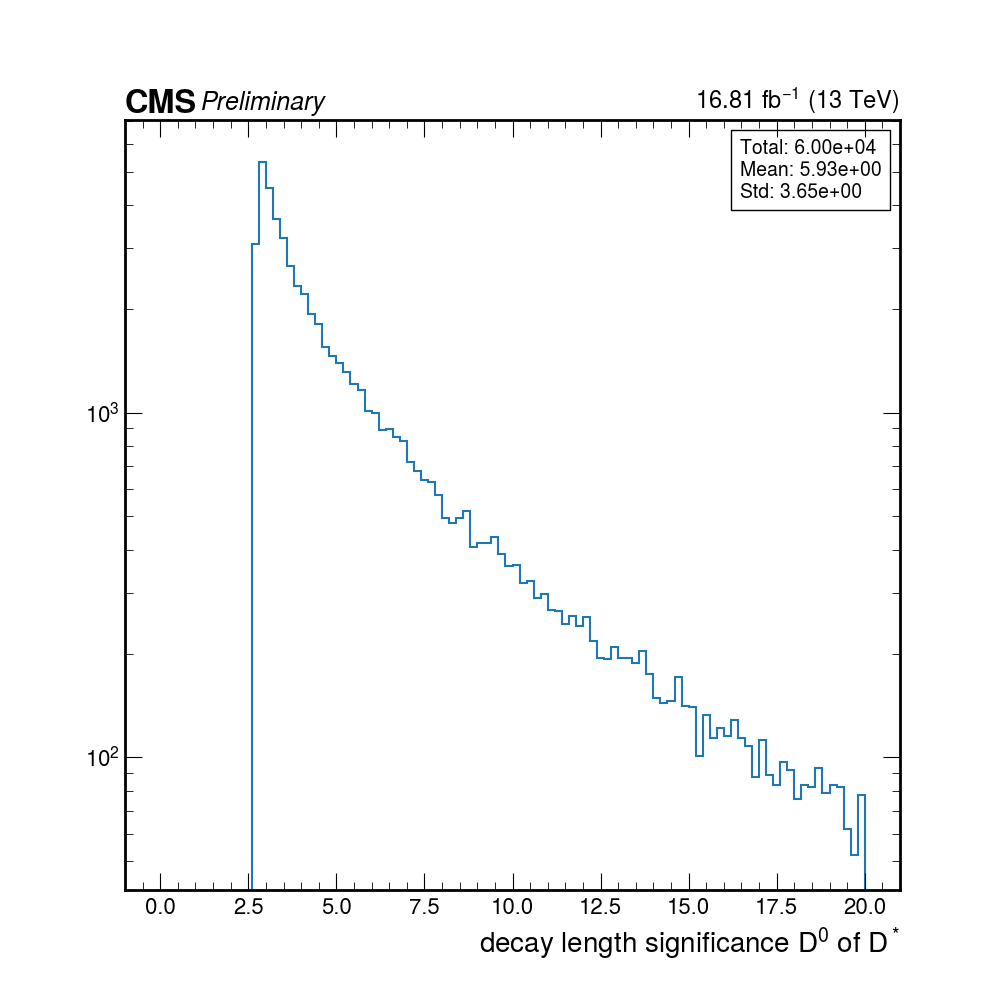 CMS Preliminary 16.81 fb⁻¹ (13 TeV)
Total: 6.00e+04
Mean: 5.93e+00
Std: 3.65e+00
10³
10²
0.0 2.5 5.0 7.5 10.0 12.5 15.0 17.5 20.0
decay length significance D⁰ of D*